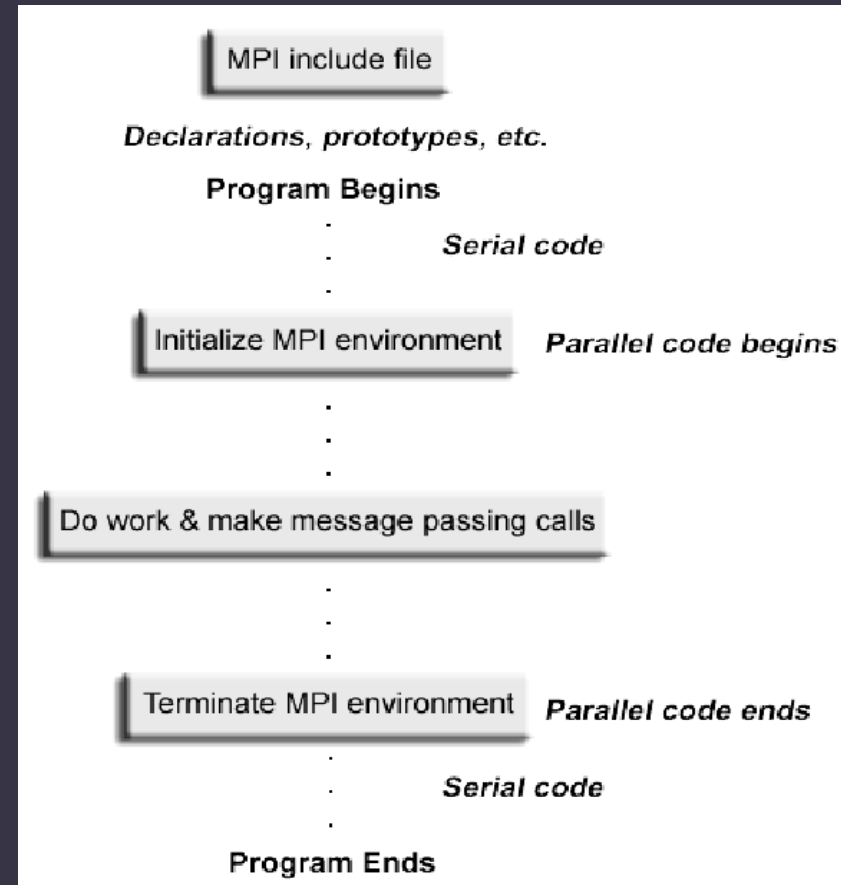 MPI include file
Declarations, prototypes, etc.
Program Begins
.
. Serial code
.
Initialize MPI environment Parallel code begins
.
.
.
Do work & make message passing calls
.
.
.
Terminate MPI environment Parallel code ends
.
. Serial code
.
Program Ends